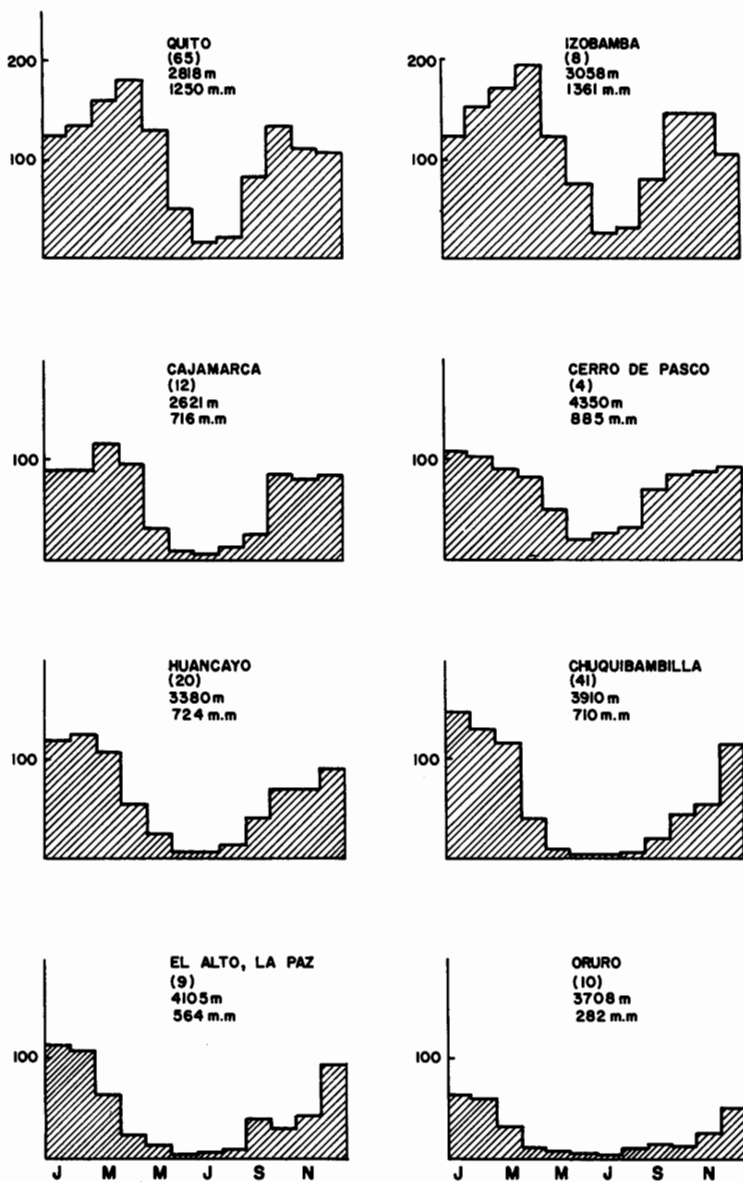 QUITO
(65)
2818m
1250 m.m
200
100
IZOBAMBA
(8)
3058m
1361 m.m
200
100
CAJAMARCA
(12)
2621m
716 m.m
100
CERRO DE PASCO
(4)
4350m
885 m.m
100
HUANCAYO
(20)
3380m
724 m.m
100
CHUQUIBAMBILLA
(41)
3910m
710 m.m
100
EL ALTO, LA PAZ
(9)
4105m
564 m.m
100
J M M J S N
ORURO
(10)
3708m
282 m.m
100
J M M J S N